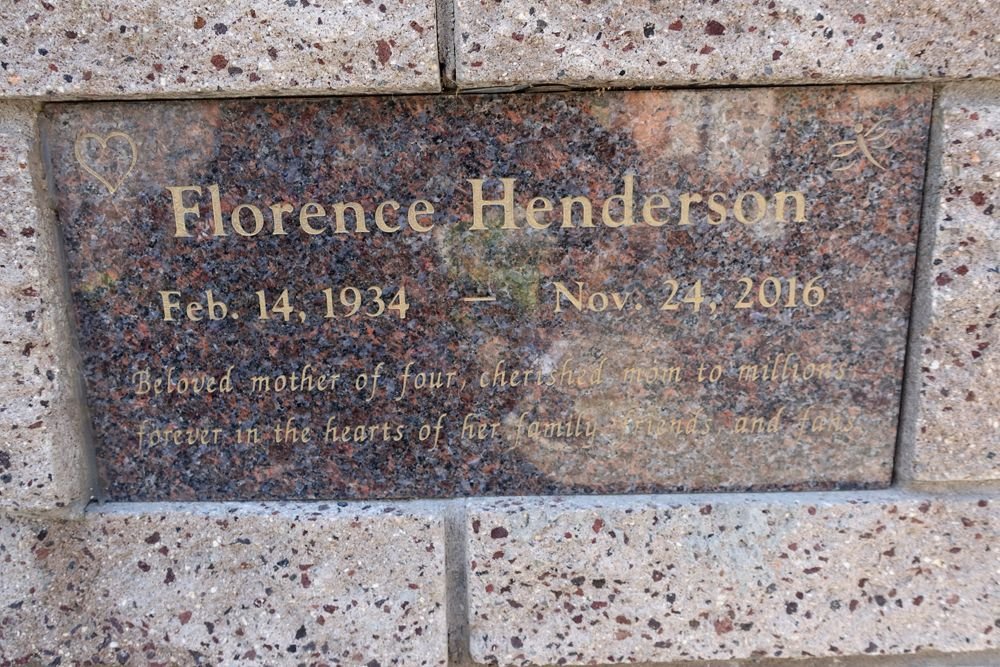 Florence Henderson
Feb. 14, 1934 — Nov. 24, 2016
Beloved mother of four, cherished mom to millions;
forever in the hearts of her family, friends, and fans.